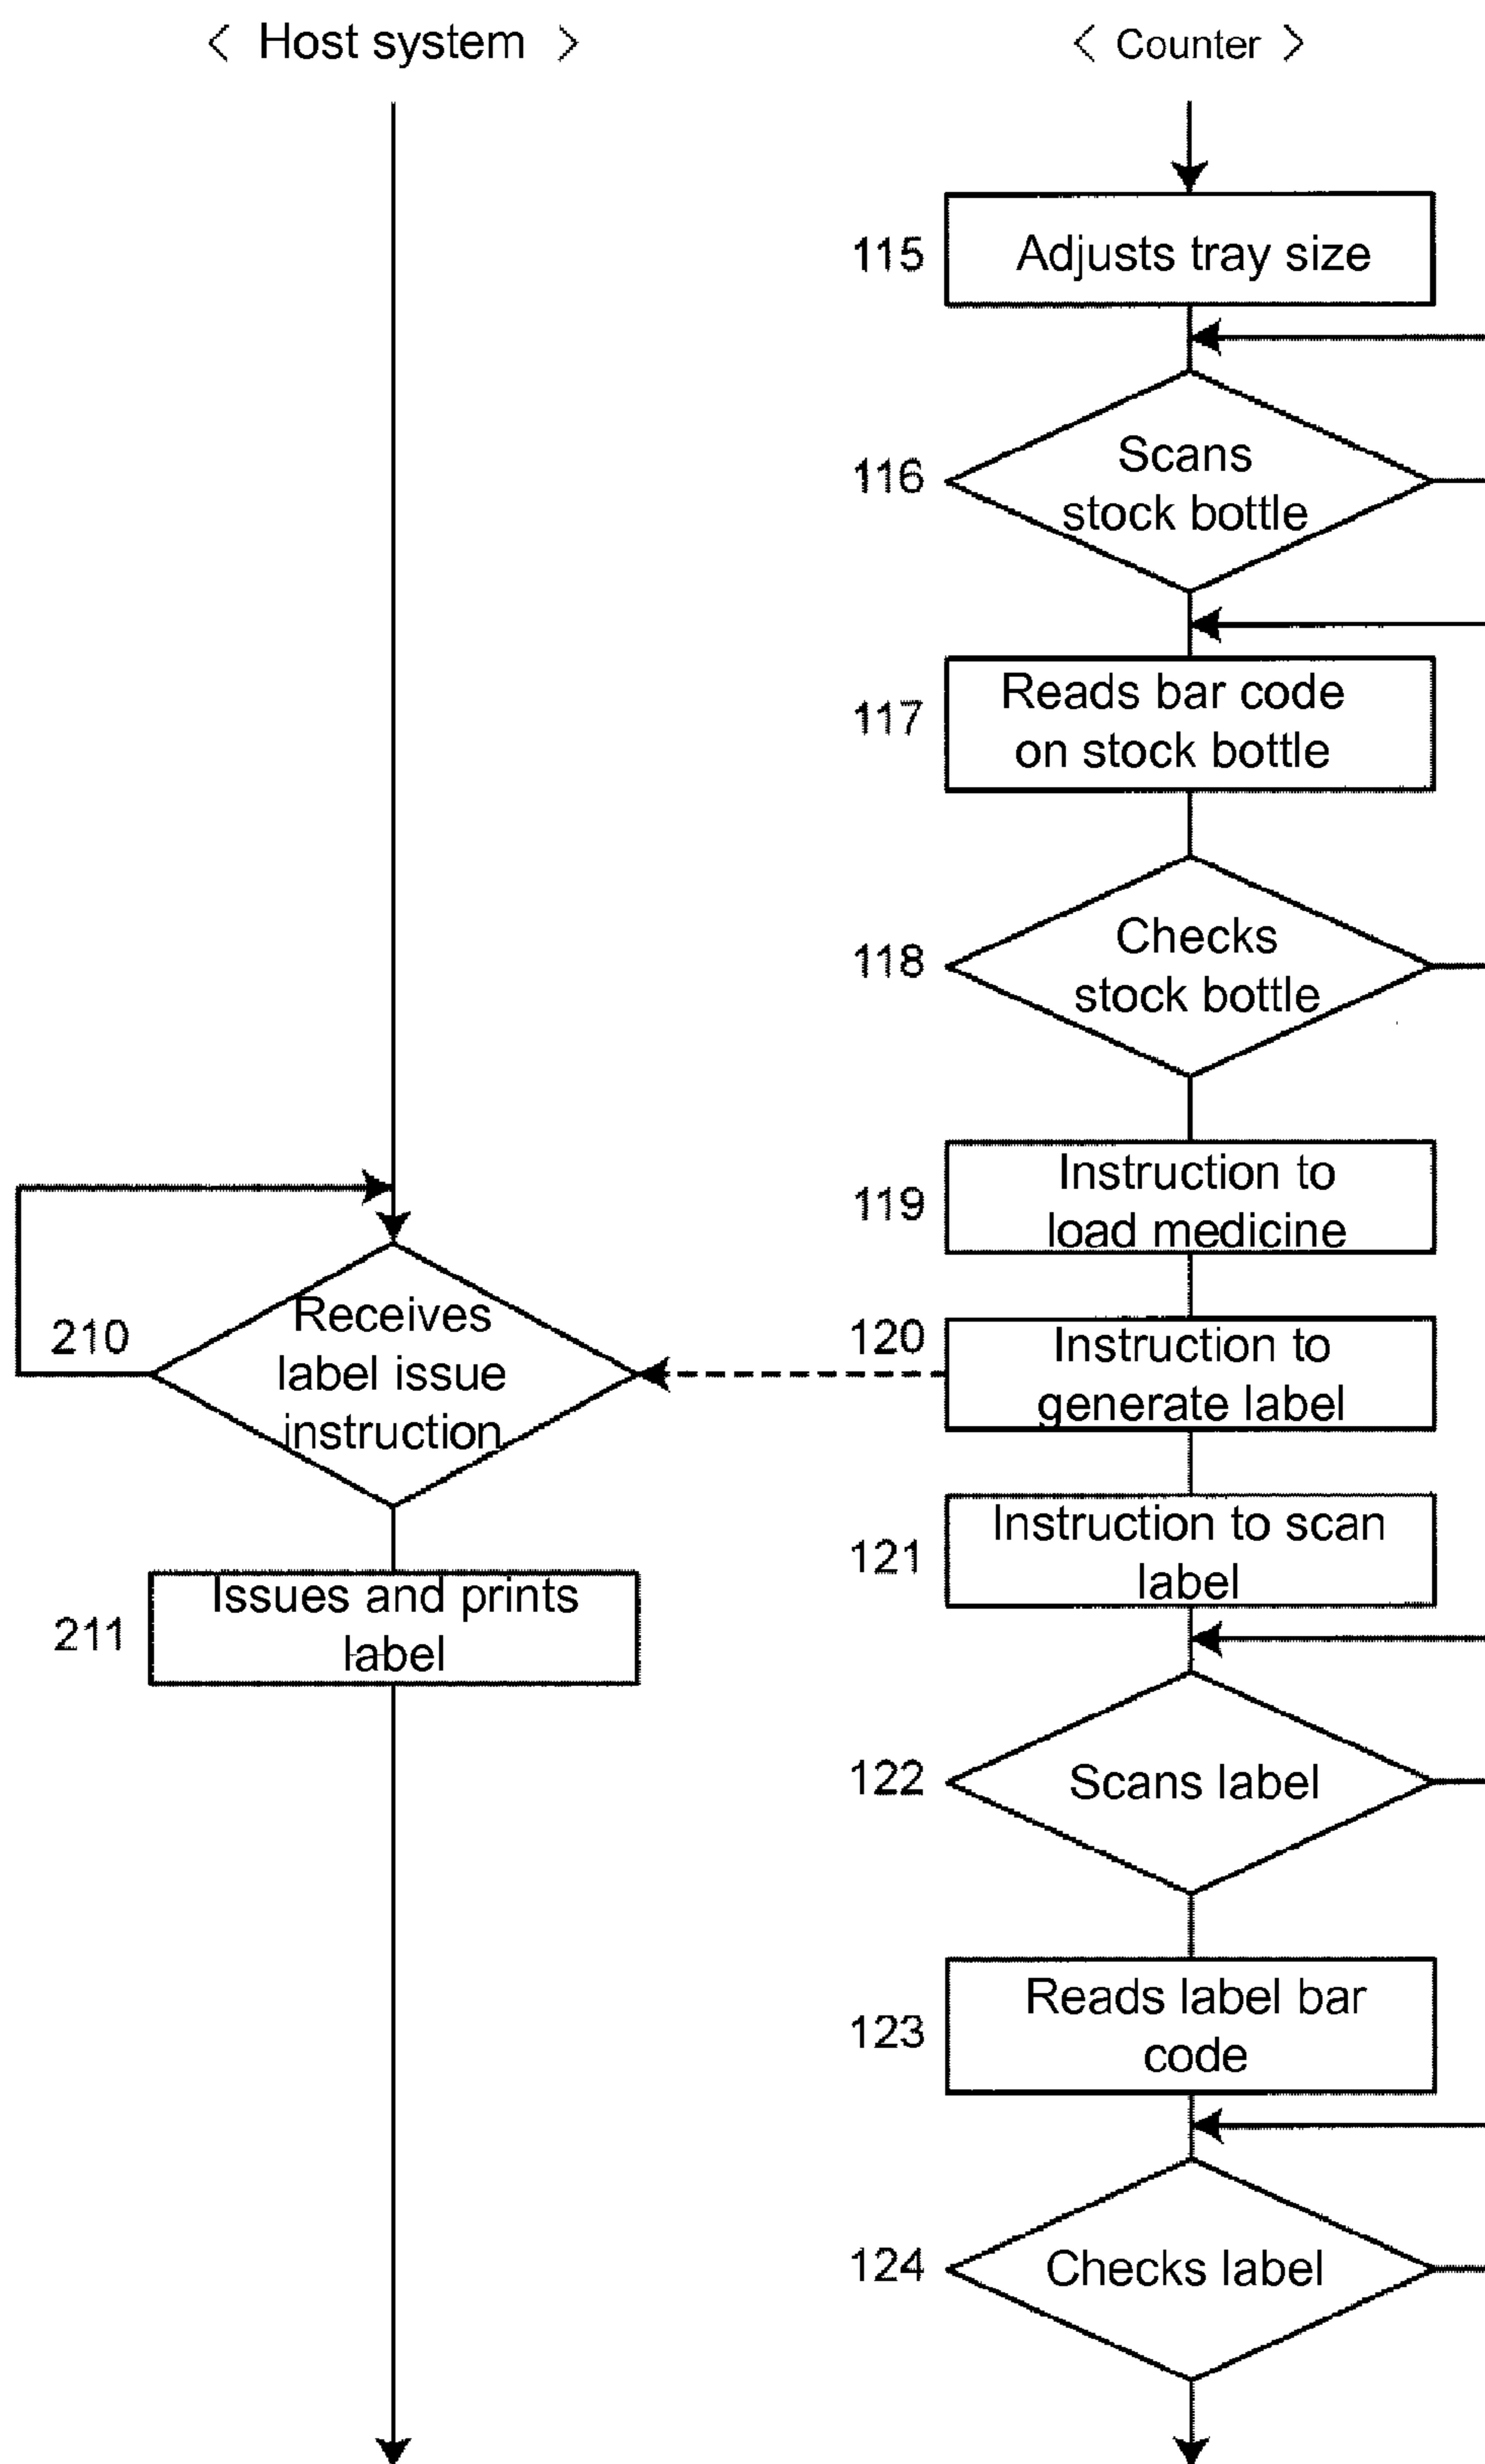 < Host system >
< Counter >
115
Adjusts tray size
116
Scans
stock bottle
117
Reads bar code
on stock bottle
118
Checks
stock bottle
119
Instruction to
load medicine
210
Receives
label issue
instruction
120
Instruction to
generate label
121
Instruction to scan
label
211
Issues and prints
label
122
Scans label
123
Reads label bar
code
124
Checks label